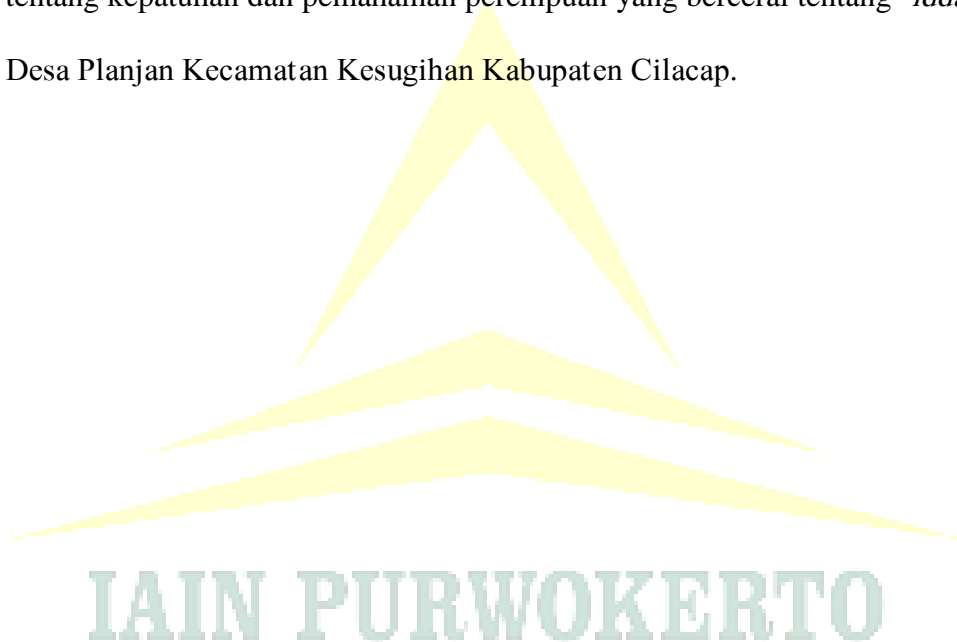 tentang kepatuhan dan pemahaman perempuan yang bercerai tentang
Desa Planjan Kecamatan Kesugihan Kabupaten Cilacap.
IAIN PURWOKERTO